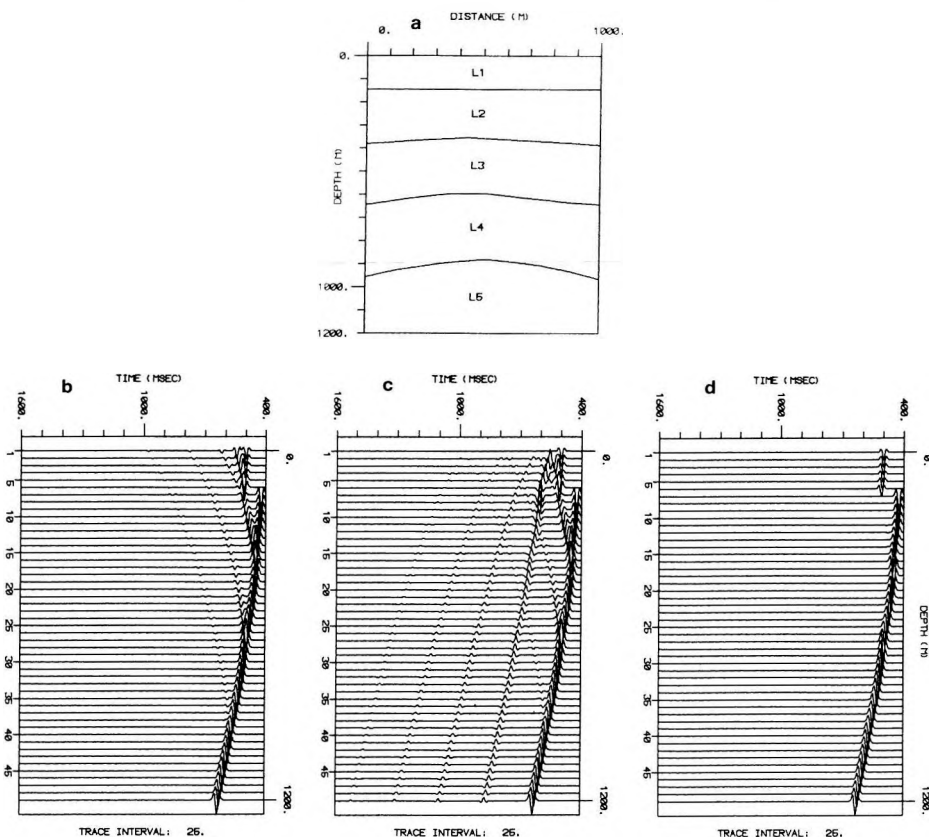 a
DISTANCE (M)
0.
1000.
0.
L1
L2
L3
L4
L5
DEPTH (M)
1000.
1200.
b
TIME (MSEC)
1600.
1000.
400.
0.
1
5
10
15
20
25
30
35
40
45
1200.
TRACE INTERVAL: 25.
c
TIME (MSEC)
1600.
1000.
400.
0.
1
5
10
15
20
25
30
35
40
45
1200.
TRACE INTERVAL: 25.
d
TIME (MSEC)
1600.
1000.
400.
0.
1
5
10
15
20
25
30
35
40
45
DEPTH (M)
1200.
TRACE INTERVAL: 25.